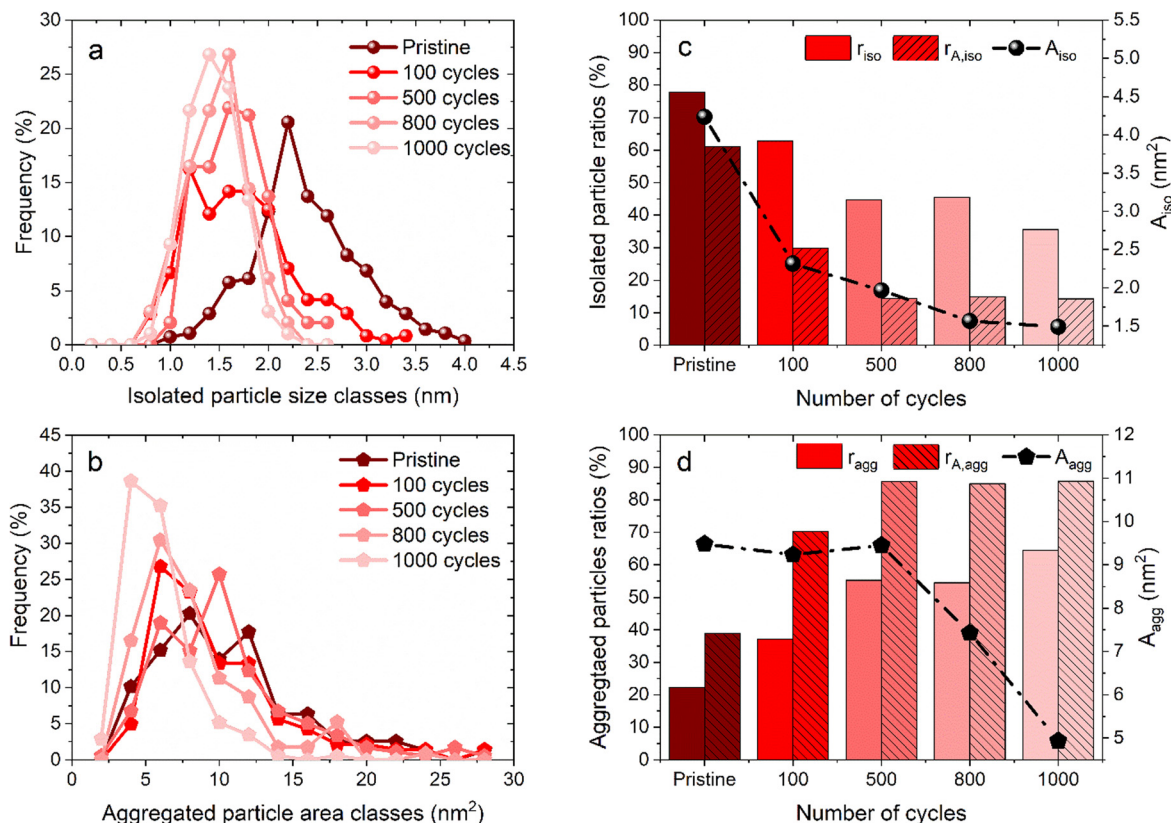 a
Pristine
100 cycles
500 cycles
800 cycles
1000 cycles
30
25
20
15
10
5
0
Frequency (%)
0.0 0.5 1.0 1.5 2.0 2.5 3.0 3.5 4.0 4.5
Isolated particle size classes (nm)
c
r_iso r_A,iso A_iso
100
90
80
70
60
50
40
30
20
10
0
Isolated particle ratios (%)
5.5
5.0
4.5
4.0
3.5
3.0
2.5
2.0
1.5
A_iso (nm²)
Pristine 100 500 800 1000
Number of cycles
b
Pristine
100 cycles
500 cycles
800 cycles
1000 cycles
45
40
35
30
25
20
15
10
5
0
Frequency (%)
0 5 10 15 20 25 30
Aggregated particle area classes (nm²)
d
r_agg r_A,agg A_agg
100
90
80
70
60
50
40
30
20
10
0
Aggregtaed particles ratios (%)
12
11
10
9
8
7
6
5
A_agg (nm²)
Pristine 100 500 800 1000
Number of cycles